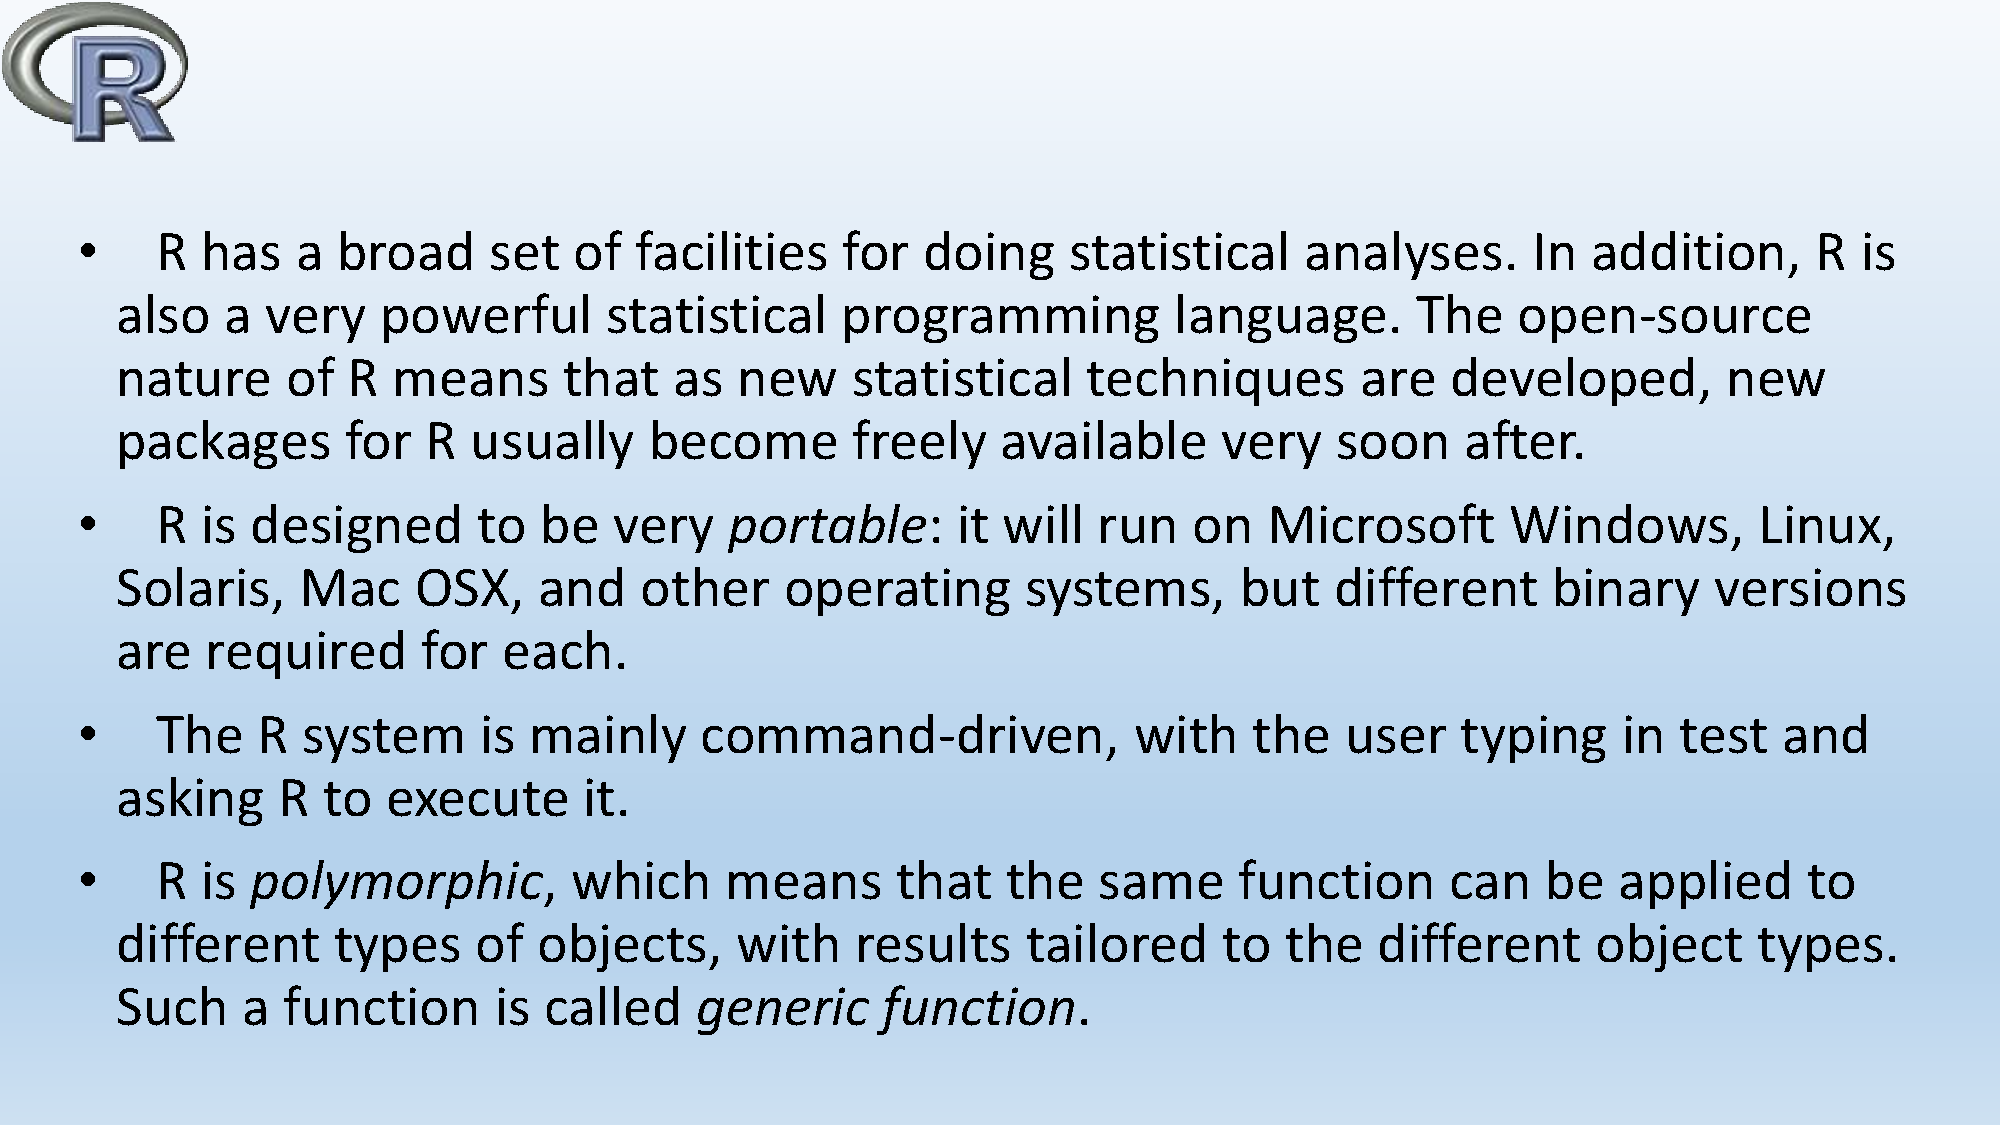 R
• R has a broad set of facilities for doing statistical analyses. In addition, R is
also a very powerful statistical programming language. The open-source
nature of R means that as new statistical techniques are developed, new
packages for R usually become freely available very soon after.
• R is designed to be very portable: it will run on Microsoft Windows, Linux,
Solaris, Mac OSX, and other operating systems, but different binary versions
are required for each.
• The R system is mainly command-driven, with the user typing in test and
asking R to execute it.
• R is polymorphic, which means that the same function can be applied to
different types of objects, with results tailored to the different object types.
Such a function is called generic function.